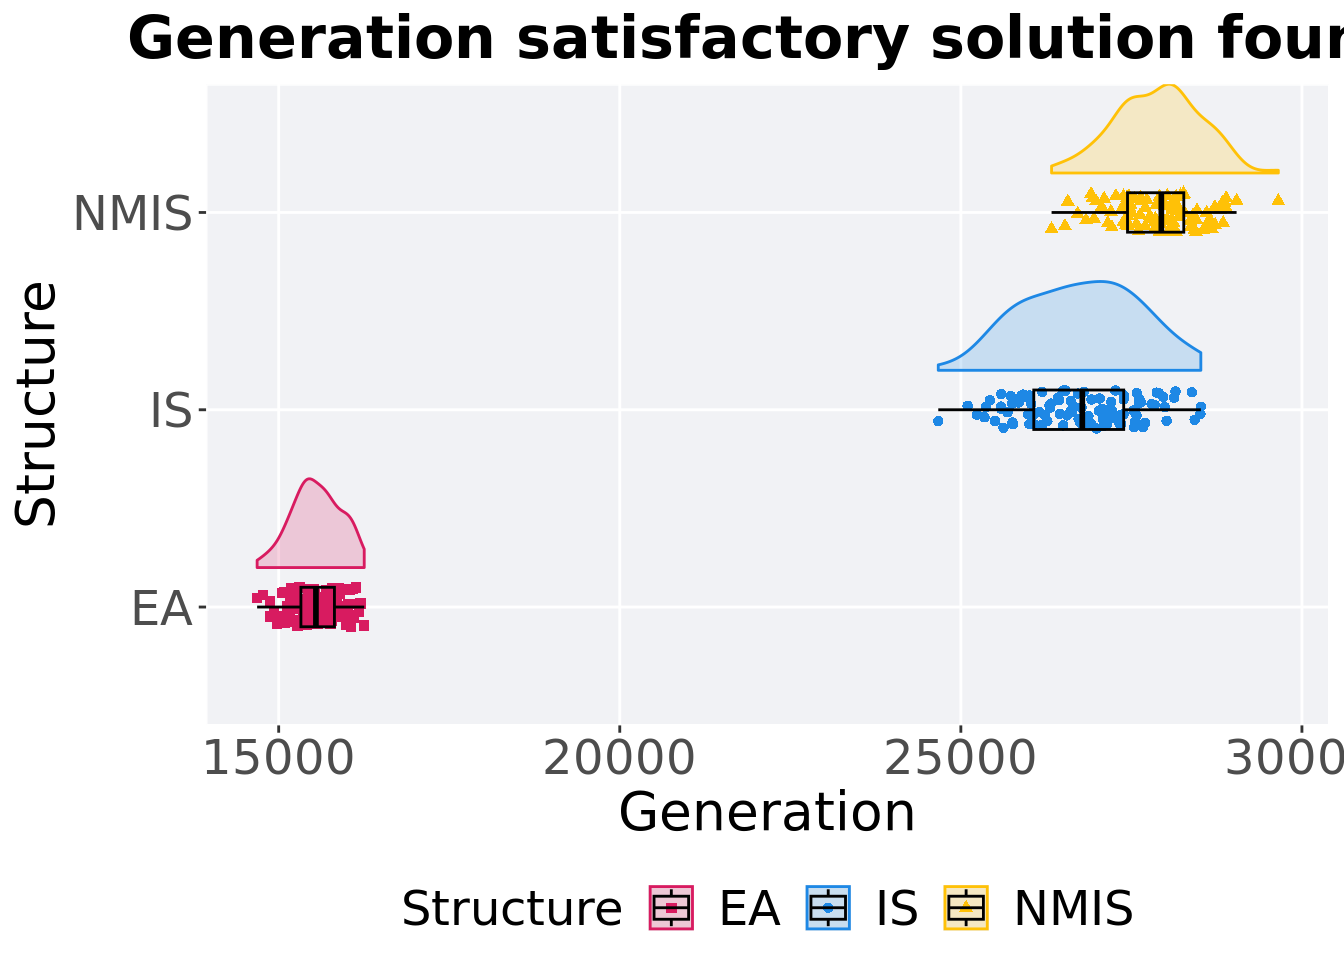 Generation satisfactory solution four
Structure
NMIS
IS
EA
15000 20000 25000 3000
Generation
Structure EA IS NMIS